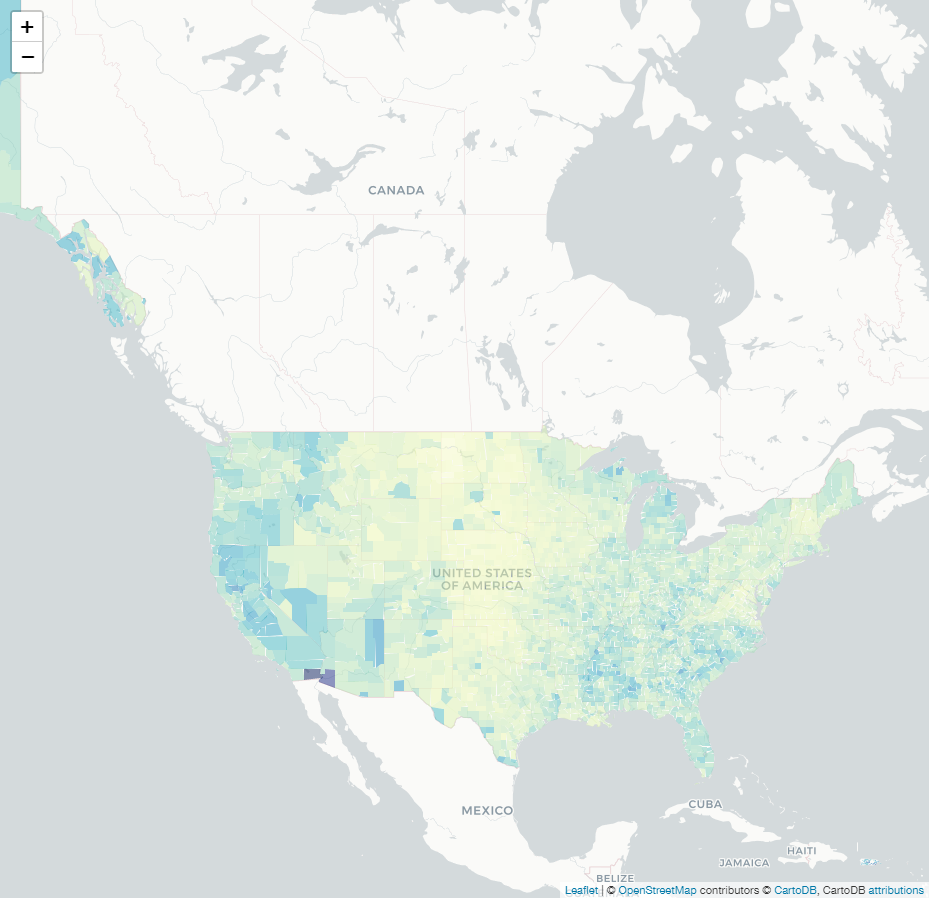 +
−
CANADA
UNITED STATES
OF AMERICA
MEXICO
CUBA
HAITI
JAMAICA
BELIZE
Leaflet | © OpenStreetMap contributors © CartoDB, CartoDB attributions